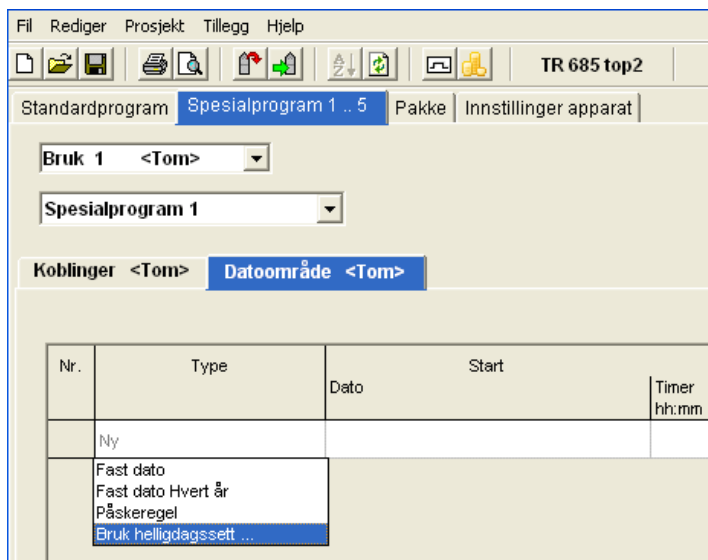 Fil Rediger Prosjekt Tillegg Hjelp
TR 685 top2
Standardprogram Spesialprogram 1 .. 5 Pakke Innstillinger apparat
Bruk 1 <Tom>
Spesialprogram 1
Koblinger <Tom> Datoområde <Tom>
Nr. Type Start
Dato Timer
hh:mm
Ny
Fast dato
Fast dato Hvert år
Påskeregel
Bruk helligdagssett ...